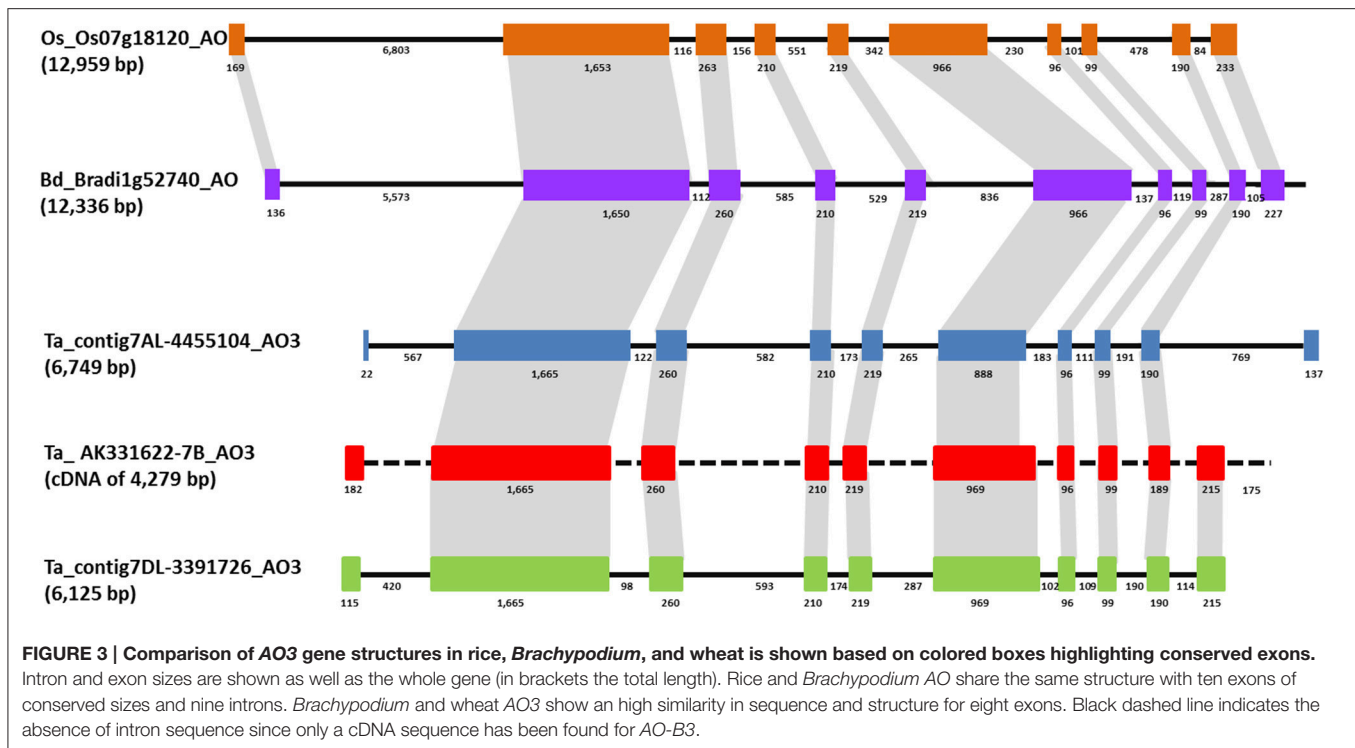 Os_Os07g18120_AO
(12,959 bp)
6,803 116 156 551 342 230 101 478 84
169 1,653 263 210 219 966 96 99 190 233
Bd_Bradi1g52740_AO
(12,336 bp)
5,573 112 585 529 836 137 119 287 105
136 1,650 260 210 219 966 96 99 190 227
Ta_contig7AL-4455104_AO3
(6,749 bp)
567 122 582 173 265 183 111 191 769
22 1,665 260 210 219 888 96 99 190 137
Ta_ AK331622-7B_AO3
(cDNA of 4,279 bp)
182 1,665 260 210 219 969 96 99 189 215 175
Ta_contig7DL-3391726_AO3
(6,125 bp)
420 98 593 174 287 102 109 190 114
115 1,665 260 210 219 969 96 99 190 215
FIGURE 3 | Comparison of AO3 gene structures in rice, Brachypodium, and wheat is shown based on colored boxes highlighting conserved exons.
Intron and exon sizes are shown as well as the whole gene (in brackets the total length). Rice and Brachypodium AO share the same structure with ten exons of
conserved sizes and nine introns. Brachypodium and wheat AO3 show an high similarity in sequence and structure for eight exons. Black dashed line indicates the
absence of intron sequence since only a cDNA sequence has been found for AO-B3.